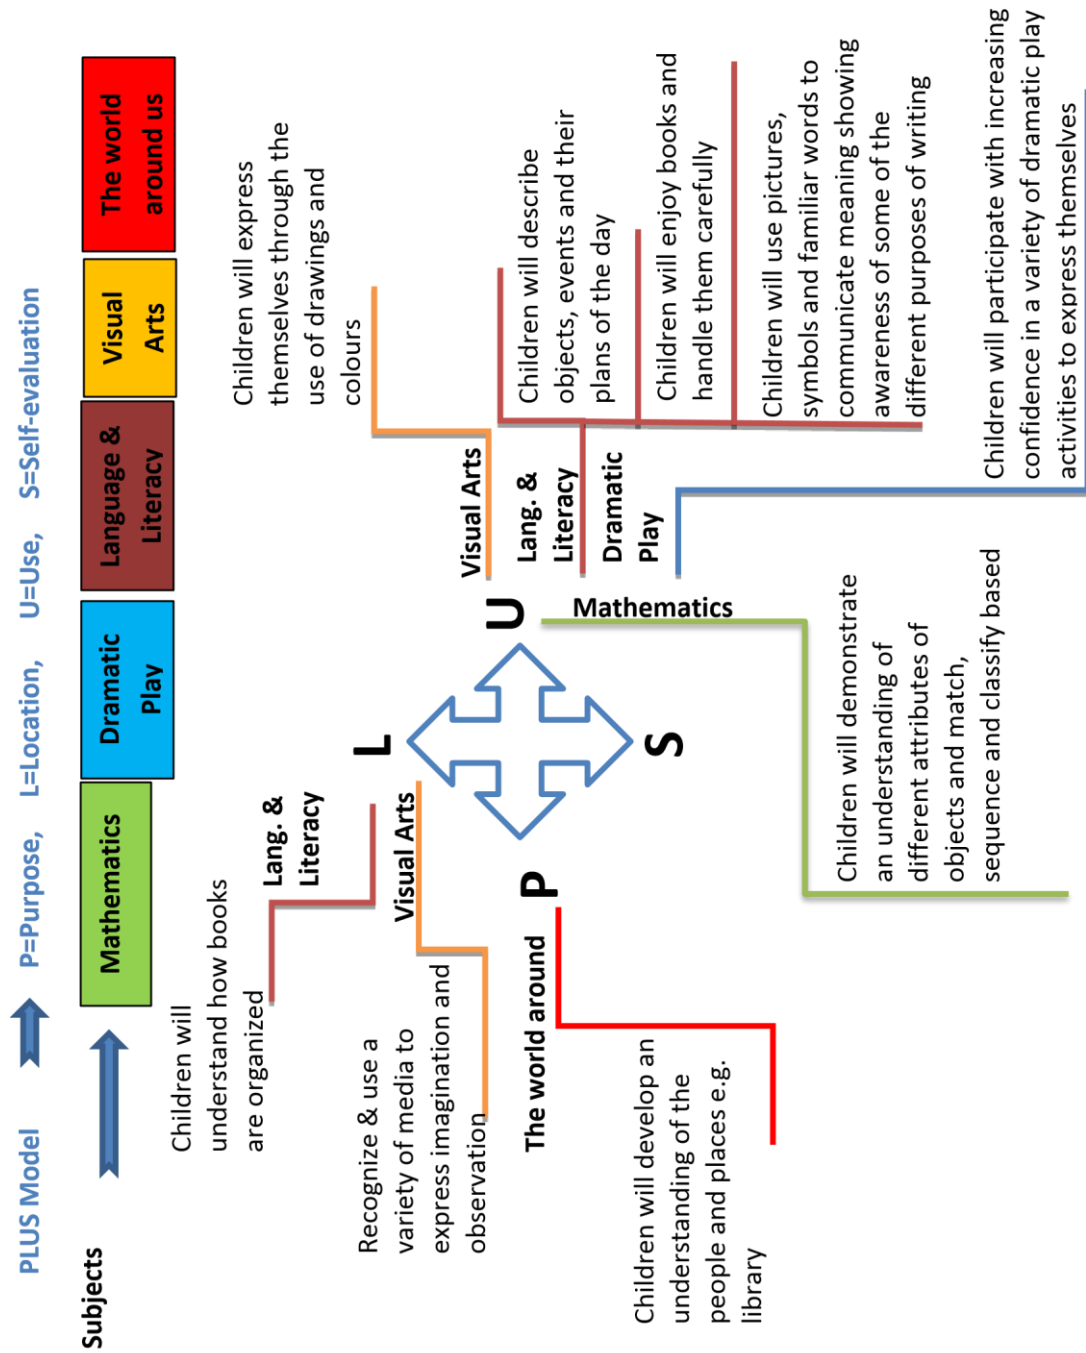 PLUS Model P=Purpose, L=Location, U=Use, S=Self-evaluation
Subjects
Mathematics
Dramatic
Play
Language &
Literacy
Visual
Arts
The world
around us
Children will
understand how books
are organized
Lang. &
Literacy
Recognize & use a
variety of media to
express imagination and
observation
Visual Arts
L
P
U
S
The world around
Children will develop an
understanding of the
people and places e.g.
library
Visual Arts
Children will express
themselves through the
use of drawings and
colours
Lang. &
Literacy
Children will describe
objects, events and their
plans of the day
Children will enjoy books and
handle them carefully
Children will use pictures,
symbols and familiar words to
communicate meaning showing
awareness of some of the
different purposes of writing
Dramatic
Play
Children will participate with increasing
confidence in a variety of dramatic play
activities to express themselves
Mathematics
Children will demonstrate
an understanding of
different attributes of
objects and match,
sequence and classify based